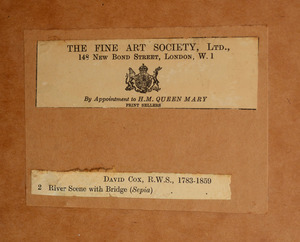 THE FINE ART SOCIETY, LTD.,
148 NEW BOND STREET, LONDON, W. 1
By Appointment to H.M. QUEEN MARY
PRINT SELLERS
DAVID COX, R.W.S., 1783-1859
2 River Scene with Bridge (Sepia)